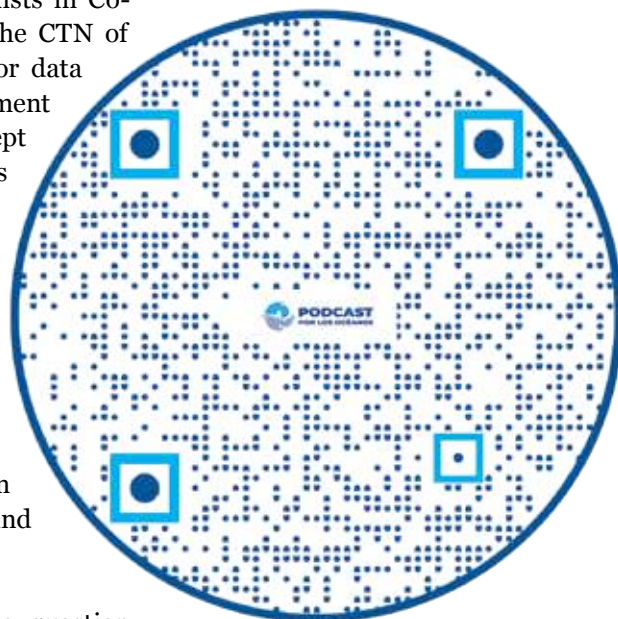 ists in Co-
he CTN of
or data
ment
ept
s
PODCAST
POR LOS OCÉANOS
n
nd